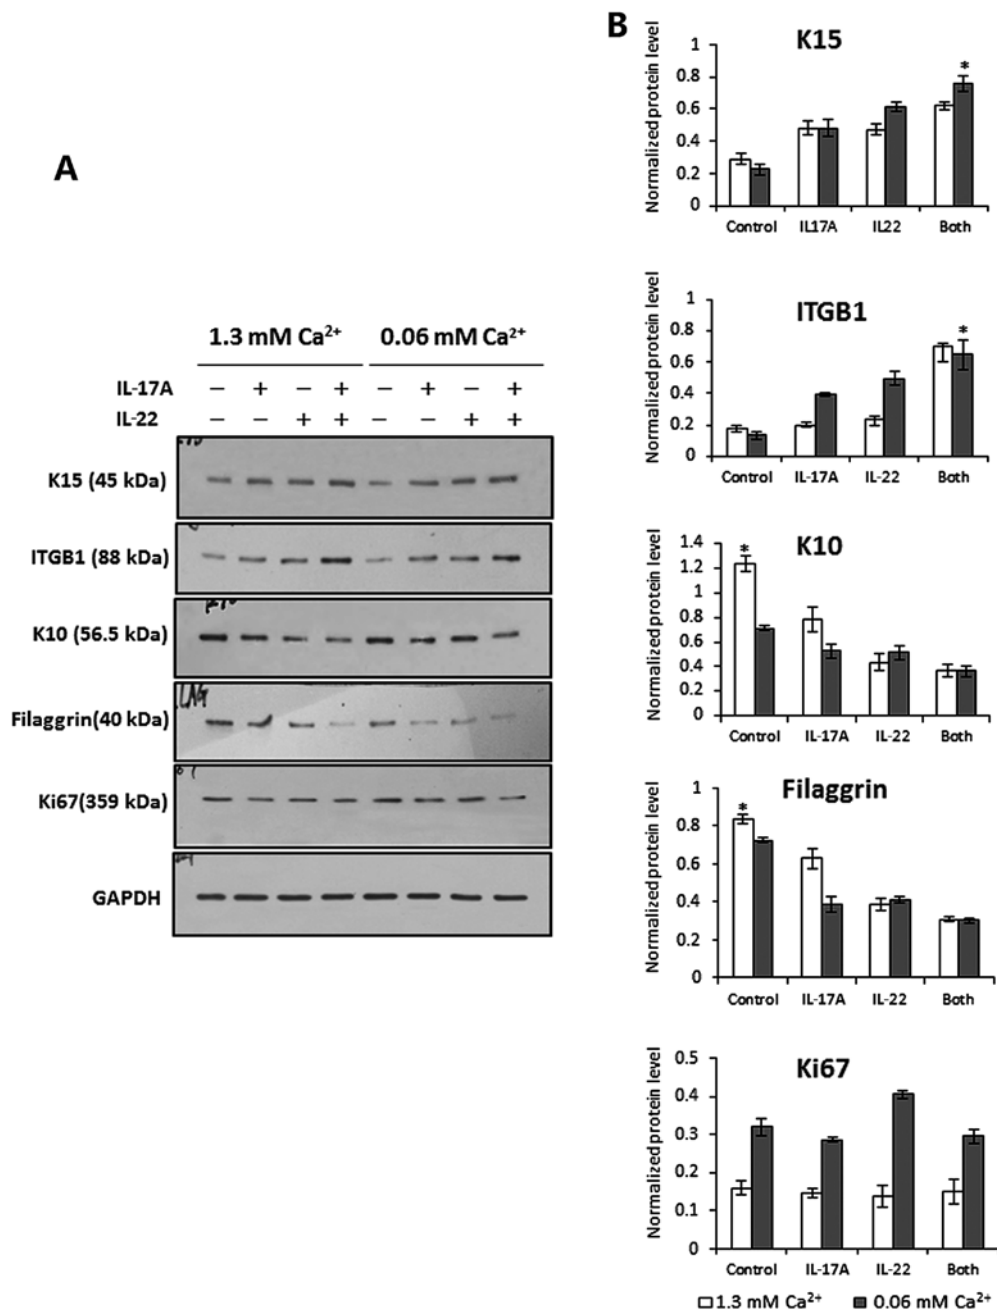 A
1.3 mM Ca²⁺ 0.06 mM Ca²⁺
IL-17A − + − + − + − +
IL-22 − − + + − − + +
K15 (45 kDa)
ITGB1 (88 kDa)
K10 (56.5 kDa)
Filaggrin(40 kDa)
Ki67(359 kDa)
GAPDH
B
K15
Normalized protein level
1
0.8
0.6
0.4
0.2
0
*
Control IL17A IL22 Both
ITGB1
Normalized protein level
1
0.8
0.6
0.4
0.2
0
*
Control IL-17A IL-22 Both
K10
Normalized protein level
1.4
1.2
1
0.8
0.6
0.4
0.2
0
*
Control IL-17A IL-22 Both
Filaggrin
Normalized protein level
1
0.8
0.6
0.4
0.2
0
*
Control IL-17A IL-22 Both
Ki67
Normalized protein level
0.5
0.4
0.3
0.2
0.1
0
Control IL-17A IL-22 Both
1.3 mM Ca²⁺ 0.06 mM Ca²⁺